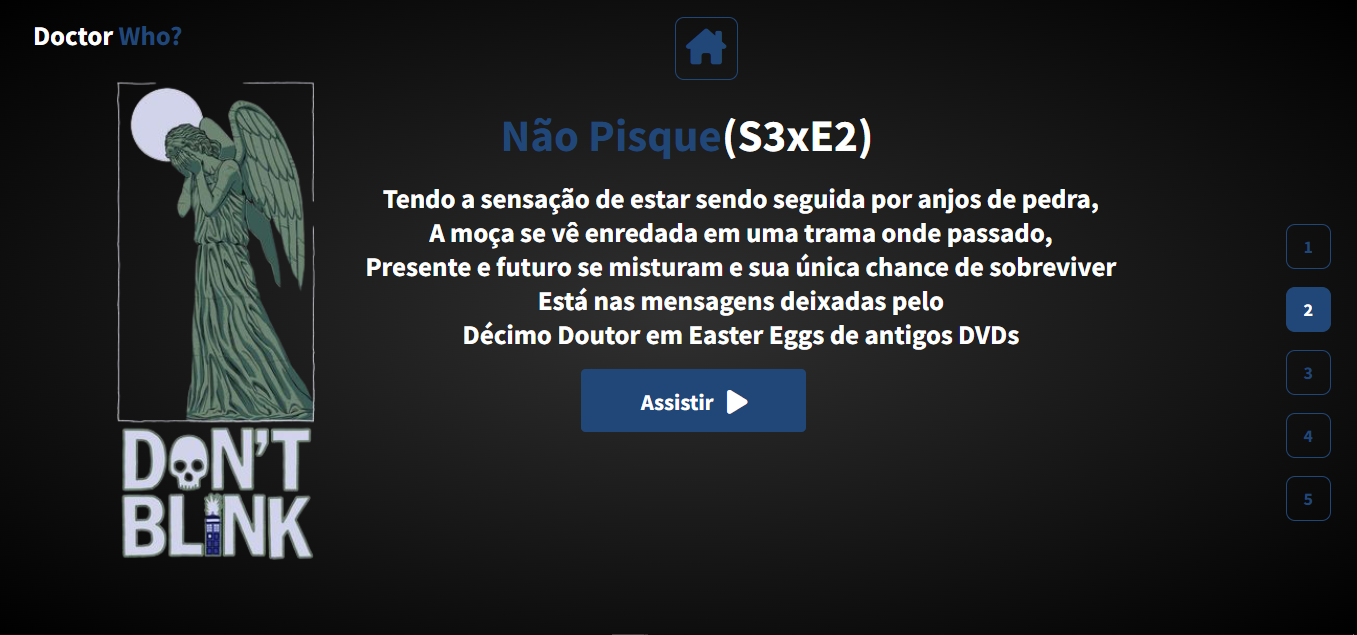 Doctor Who?
Não Pisque(S3xE2)
Tendo a sensação de estar sendo seguida por anjos de pedra,
A moça se vê enredada em uma trama onde passado,
Presente e futuro se misturam e sua única chance de sobreviver
Está nas mensagens deixadas pelo
Décimo Doutor em Easter Eggs de antigos DVDs
Assistir
DON'T
BLINK
1
2
3
4
5